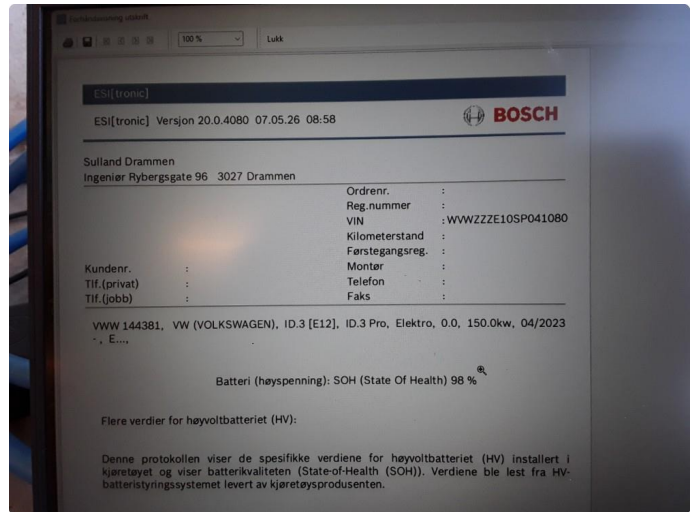 100 %
Lukk
ESI[tronic]
ESI[tronic] Versjon 20.0.4080 07.05.26 08:58
BOSCH
Sulland Drammen
Ingeniør Rybergsgate 96 3027 Drammen
Ordrenr. :
Reg.nummer :
VIN :WVWZZZE10SP041080
Kilometerstand :
Førstegangsreg. :
Kundenr. : Montør :
Tlf.(privat) : Telefon :
Tlf.(jobb) : Faks :
VWW 144381, VW (VOLKSWAGEN), ID.3 [E12], ID.3 Pro, Elektro, 0.0, 150.0kw, 04/2023
-, E...,
Batteri (høyspenning): SOH (State Of Health) 98 %
Flere verdier for høyvoltbatteriet (HV):
Denne protokollen viser de spesifikke verdiene for høyvoltbatteriet (HV) installert i
kjøretøyet og viser batterikvaliteten (State-of-Health (SOH)). Verdiene ble lest fra HV-
batteristyringssystemet levert av kjøretøysprodusenten.